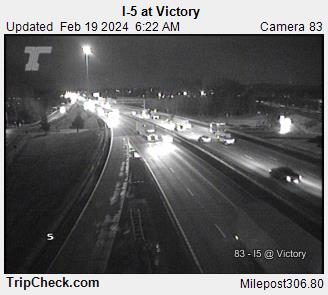 I-5 at Victory
Updated Feb 19 2024 6:22 AM Camera 83
T
S
83 - I5 @ Victory
TripCheck.com Milepost306.80